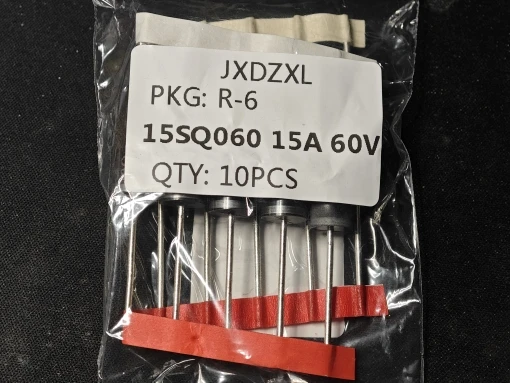 JXDZXL
PKG: R-6
15SQ060 15A 60V
QTY: 10PCS